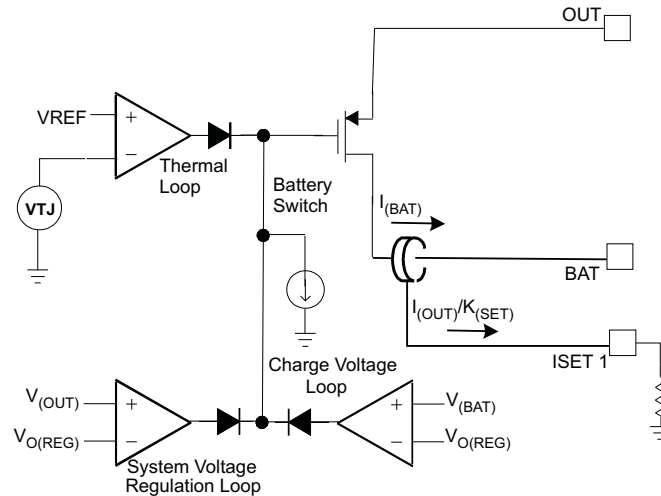 OUT
VREF
+
−
Thermal
Loop
VTJ
Battery
Switch
I(BAT)
BAT
I(OUT)/K(SET)
ISET 1
Charge Voltage
Loop
V(OUT)
+
VO(REG)
−
System Voltage
Regulation Loop
+
V(BAT)
−
VO(REG)